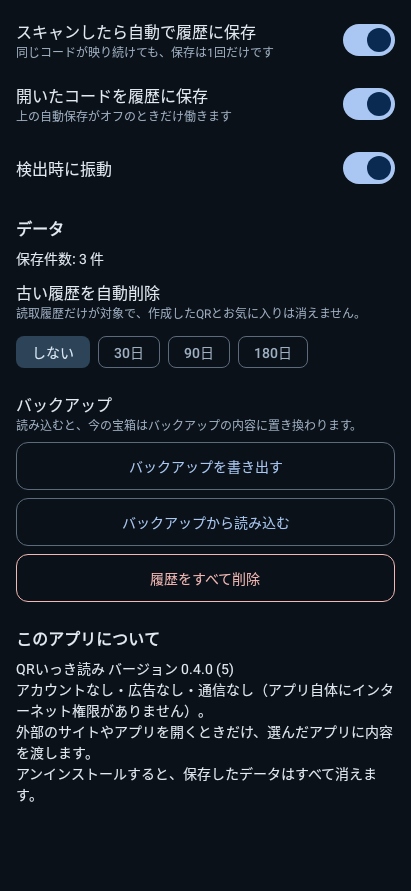 スキャンしたら自動で履歴に保存
同じコードが映り続けても、保存は1回だけです
開いたコードを履歴に保存
上の自動保存がオフのときだけ働きます
検出時に振動
データ
保存件数: 3 件
古い履歴を自動削除
読取履歴だけが対象で、作成したQRとお気に入りは消えません。
しない 30日 90日 180日
バックアップ
読み込むと、今の宝箱はバックアップの内容に置き換わります。
バックアップを書き出す
バックアップから読み込む
履歴をすべて削除
このアプリについて
QRいっき読み バージョン 0.4.0 (5)
アカウントなし・広告なし・通信なし（アプリ自体にインタ
ーネット権限がありません）。
外部のサイトやアプリを開くときだけ、選んだアプリに内容
を渡します。
アンインストールすると、保存したデータはすべて消えま
す。